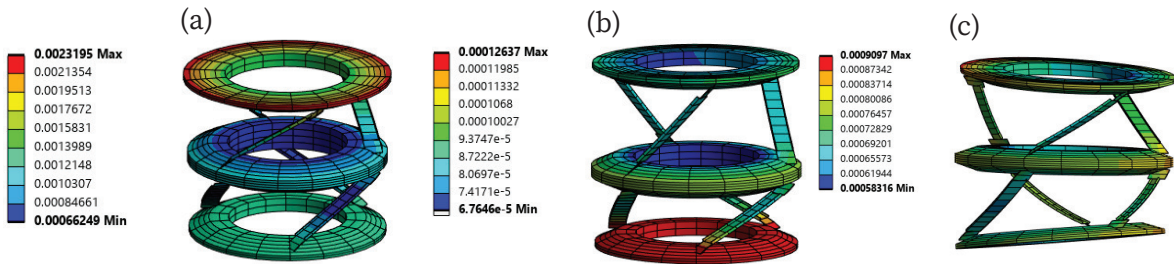 (a)
0.0023195 Max
0.0021354
0.0019513
0.0017672
0.0015831
0.0013989
0.0012148
0.0010307
0.00084661
0.00066249 Min
(b)
0.00012637 Max
0.00011985
0.00011332
0.0001068
0.00010027
9.3747e-5
8.7222e-5
8.0697e-5
7.4171e-5
6.7646e-5 Min
(c)
0.0009097 Max
0.00087342
0.00083714
0.00080086
0.00076457
0.00072829
0.00069201
0.00065573
0.00061944
0.00058316 Min